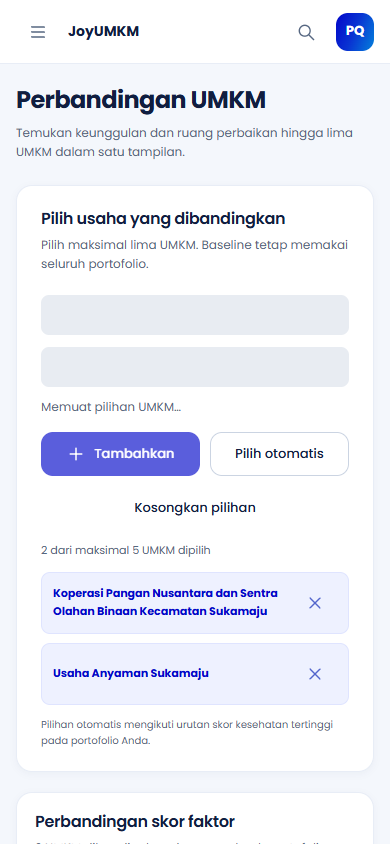 JoyUMKM
PQ
Perbandingan UMKM
Temukan keunggulan dan ruang perbaikan hingga lima
UMKM dalam satu tampilan.
Pilih usaha yang dibandingkan
Pilih maksimal lima UMKM. Baseline tetap memakai
seluruh portofolio.
Memuat pilihan UMKM...
Tambahkan
Pilih otomatis
Kosongkan pilihan
2 dari maksimal 5 UMKM dipilih
Koperasi Pangan Nusantara dan Sentra
Olahan Binaan Kecamatan Sukamaju
Usaha Anyaman Sukamaju
Pilihan otomatis mengikuti urutan skor kesehatan tertinggi
pada portofolio Anda.
Perbandingan skor faktor